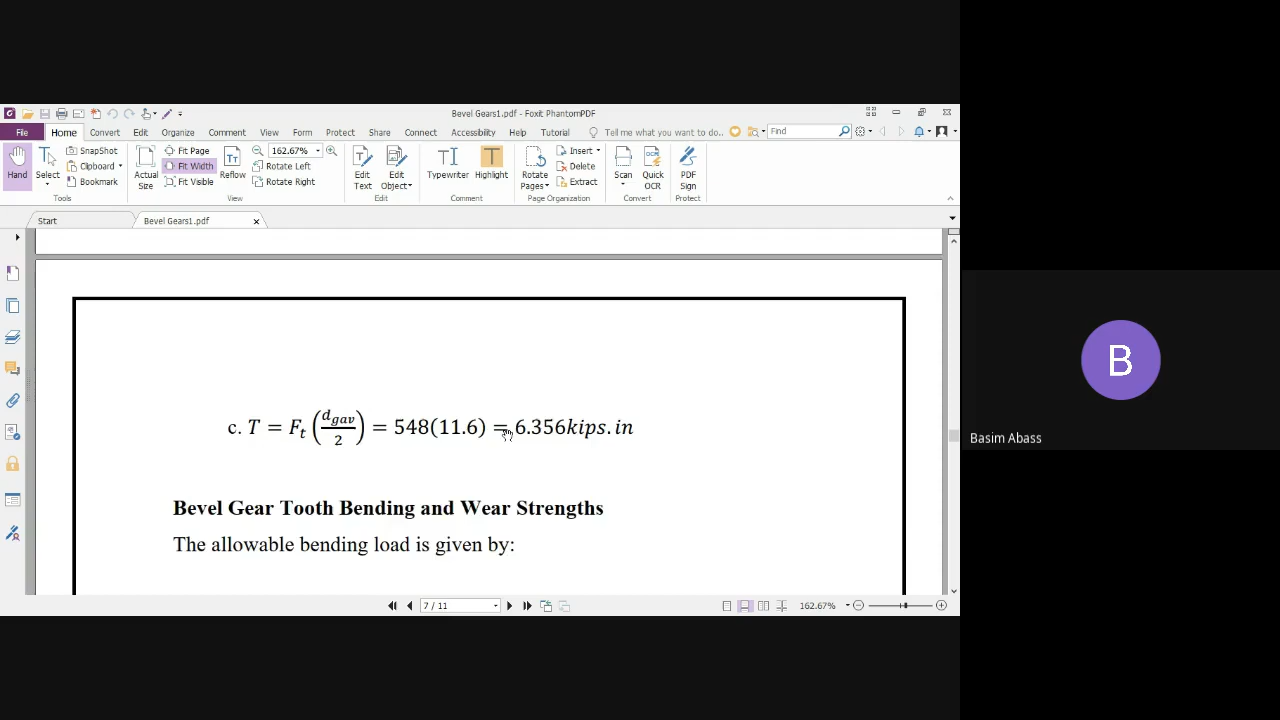 Bevel Gears1.pdf - Foxit PhantomPDF
File Home Convert Edit Organize Comment View Form Protect Share Connect Accessibility Help Tutorial Tell me what you want to do.. Find
Hand
Select
SnapShot
Clipboard
Bookmark
Actual Size
Fit Page
Fit Width
Fit Visible
Reflow
162.67%
Rotate Left
Rotate Right
Edit Text
Edit Object
Typewriter
Highlight
Rotate Pages
Insert
Delete
Extract
Scan
Quick OCR
PDF Sign
Tools View Edit Comment Page Organization Convert Protect
Start Bevel Gears1.pdf
c. T = F_t (d_gav / 2) = 548(11.6) = 6.356kips.in
Bevel Gear Tooth Bending and Wear Strengths
The allowable bending load is given by:
7 / 11 162.67%
B
Basim Abass